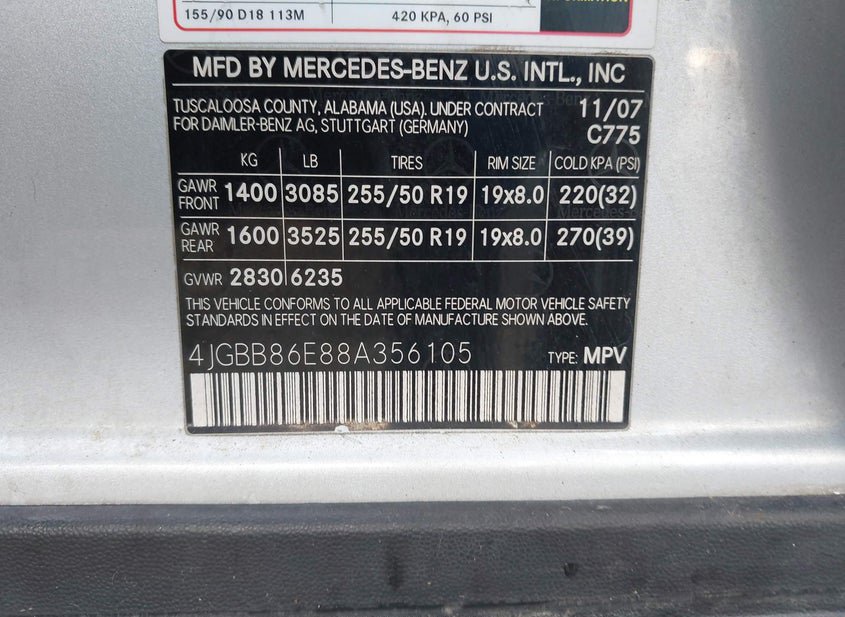 155/90 D18 113M 420 KPA, 60 PSI
MFD BY MERCEDES-BENZ U.S. INTL., INC
TUSCALOOSA COUNTY, ALABAMA (USA). UNDER CONTRACT 11/07
FOR DAIMLER-BENZ AG, STUTTGART (GERMANY) C775
KG LB TIRES RIM SIZE COLD KPA (PSI)
GAWR FRONT 1400 3085 255/50 R19 19x8.0 220(32)
GAWR REAR 1600 3525 255/50 R19 19x8.0 270(39)
GVWR 2830 6235
THIS VEHICLE CONFORMS TO ALL APPLICABLE FEDERAL MOTOR VEHICLE SAFETY
STANDARDS IN EFFECT ON THE DATE OF MANUFACTURE SHOWN ABOVE.
4JGBB86E88A356105 TYPE: MPV